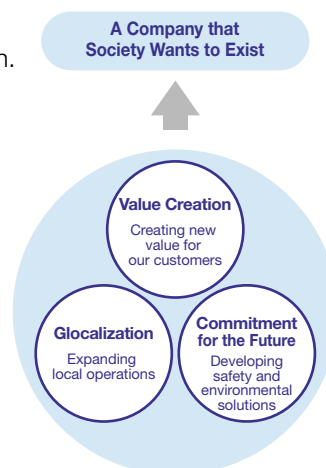 A Company that
Society Wants to Exist
n.
Value Creation
Creating new
value for
our customers
Glocalization
Expanding
local operations
Commitment
for the Future
Developing
safety and
environmental
solutions